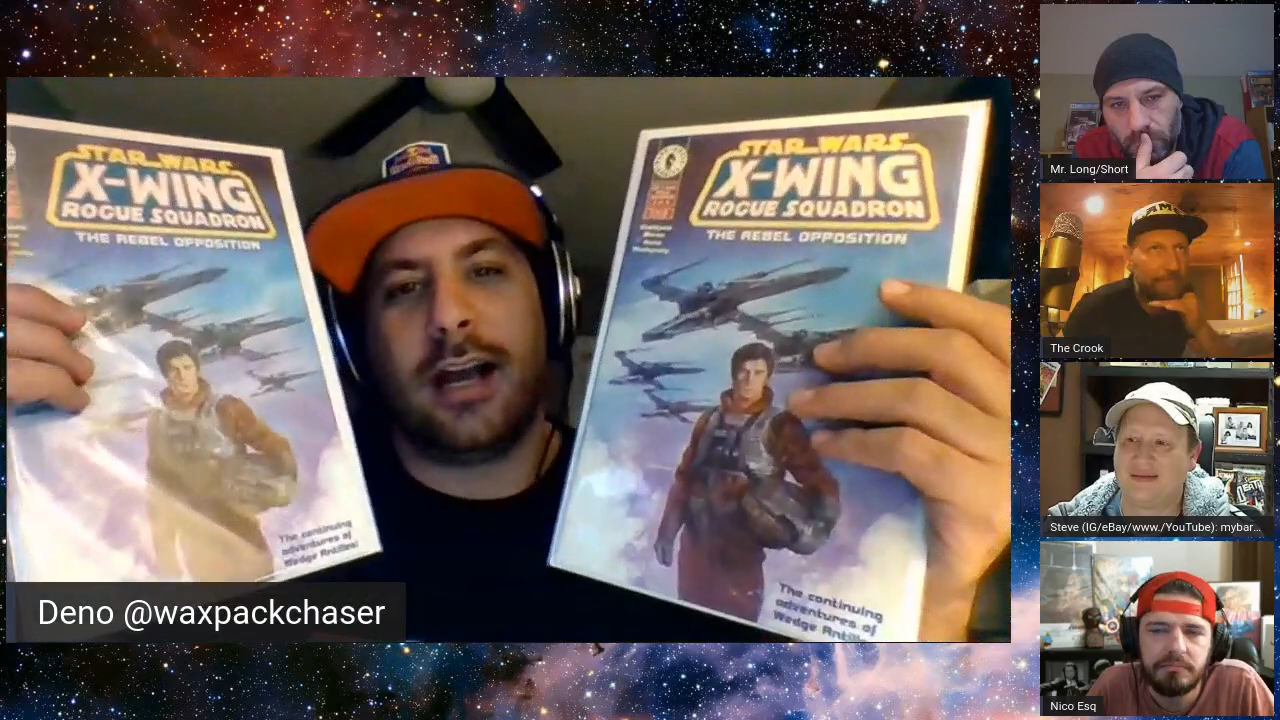 STAR WARS
X-WING
ROGUE SQUADRON
THE REBEL OPPOSITION
The continuing
adventures of
Wedge Antilles!
STAR WARS
X-WING
ROGUE SQUADRON
THE REBEL OPPOSITION
The continuing
adventures of
Wedge
Deno @waxpackchaser
Mr. Long/Short
The Crook
Steve (IG/eBay/www./YouTube): mybar...
Nico Esq